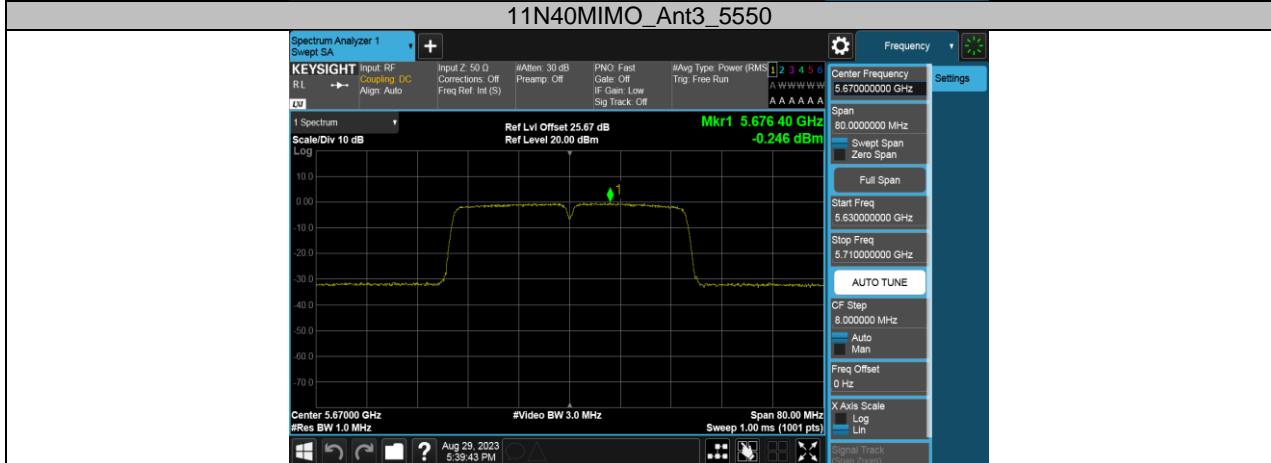 11N40MIMO_Ant3_5550
Spectrum Analyzer 1
Swept SA
Frequency
KEYSIGHT
RL
LXI
Input: RF
Coupling: DC
Align: Auto
Input Z: 50 Ω
Corrections: Off
Freq Ref: Int (S)
#Atten: 30 dB
Preamp: Off
PNO: Fast
Gate: Off
IF Gain: Low
Sig Track: Off
#Avg Type: Power (RMS
Trig: Free Run
1 2 3 4 5 6
A W W W W W
A A A A A A
Center Frequency
5.670000000 GHz
Settings
Span
80.0000000 MHz
Swept Span
Zero Span
Full Span
Start Freq
5.630000000 GHz
Stop Freq
5.710000000 GHz
AUTO TUNE
CF Step
8.000000 MHz
Auto
Man
Freq Offset
0 Hz
X Axis Scale
Log
Lin
Signal Track
(Span Zoom)
1 Spectrum
Scale/Div 10 dB
Log
Ref Lvl Offset 25.67 dB
Ref Level 20.00 dBm
Mkr1 5.676 40 GHz
-0.246 dBm
1
10.0
0.00
-10.0
-20.0
-30.0
-40.0
-50.0
-60.0
-70.0
Center 5.67000 GHz
#Res BW 1.0 MHz
#Video BW 3.0 MHz
Span 80.00 MHz
Sweep 1.00 ms (1001 pts)
?
Aug 29, 2023
5:39:43 PM